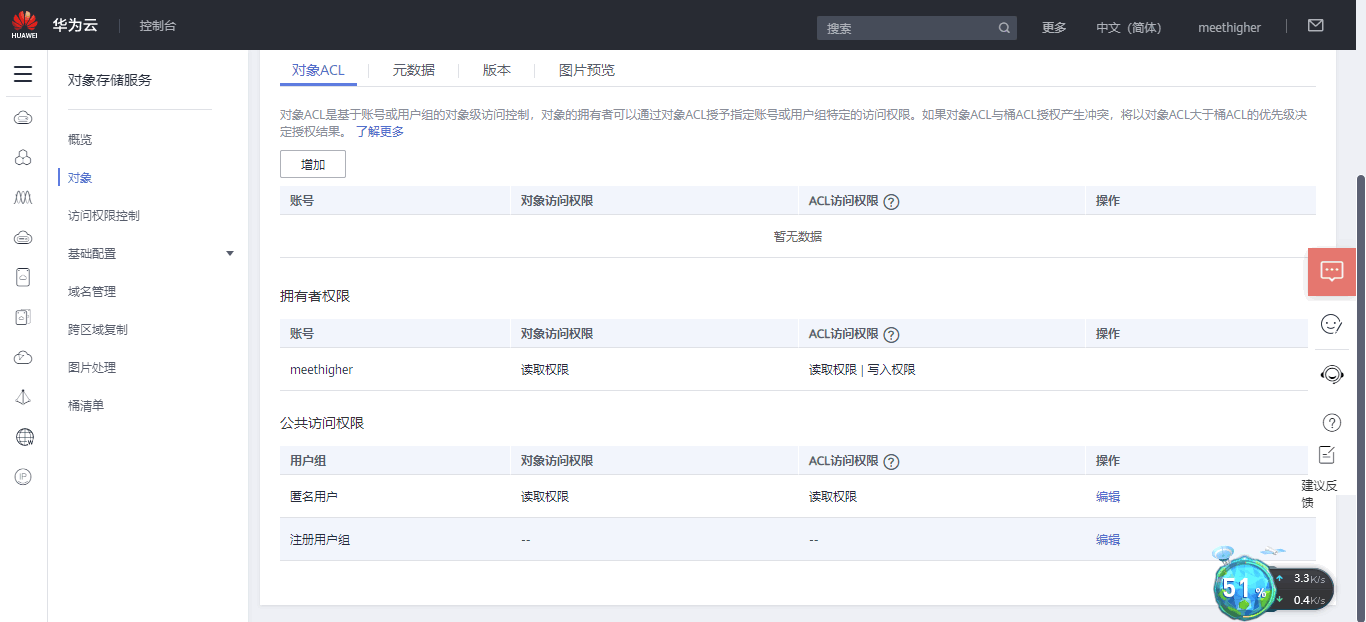 HUAWEI
华为云
控制台
搜索
更多
中文（简体）
meethigher
对象存储服务
概览
对象
访问权限控制
基础配置
域名管理
跨区域复制
图片处理
桶清单
对象ACL
元数据
版本
图片预览
对象ACL是基于账号或用户组的对象级访问控制，对象的拥有者可以通过对象ACL授予指定账号或用户组特定的访问权限。如果对象ACL与桶ACL授权产生冲突，将以对象ACL大于桶ACL的优先级决
定授权结果。 了解更多
增加
账号 对象访问权限 ACL访问权限 ? 操作
暂无数据
拥有者权限
账号 对象访问权限 ACL访问权限 ? 操作
meethigher 读取权限 读取权限 | 写入权限
公共访问权限
用户组 对象访问权限 ACL访问权限 ? 操作
匿名用户 读取权限 读取权限 编辑
注册用户组 -- -- 编辑
?
建议反
馈
IP
51%
3.3K/s
0.4K/s